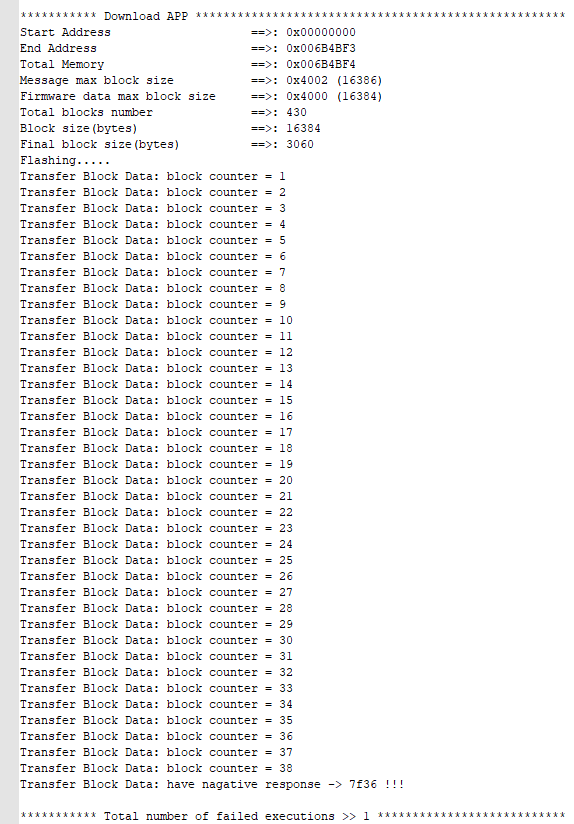 *********** Download APP *****************************************************
Start Address                    ==>: 0x00000000
End Address                      ==>: 0x006B4BF3
Total Memory                     ==>: 0x006B4BF4
Message max block size           ==>: 0x4002 (16386)
Firmware data max block size     ==>: 0x4000 (16384)
Total blocks number              ==>: 430
Block size(bytes)                ==>: 16384
Final block size(bytes)          ==>: 3060
Flashing.....
Transfer Block Data: block counter = 1
Transfer Block Data: block counter = 2
Transfer Block Data: block counter = 3
Transfer Block Data: block counter = 4
Transfer Block Data: block counter = 5
Transfer Block Data: block counter = 6
Transfer Block Data: block counter = 7
Transfer Block Data: block counter = 8
Transfer Block Data: block counter = 9
Transfer Block Data: block counter = 10
Transfer Block Data: block counter = 11
Transfer Block Data: block counter = 12
Transfer Block Data: block counter = 13
Transfer Block Data: block counter = 14
Transfer Block Data: block counter = 15
Transfer Block Data: block counter = 16
Transfer Block Data: block counter = 17
Transfer Block Data: block counter = 18
Transfer Block Data: block counter = 19
Transfer Block Data: block counter = 20
Transfer Block Data: block counter = 21
Transfer Block Data: block counter = 22
Transfer Block Data: block counter = 23
Transfer Block Data: block counter = 24
Transfer Block Data: block counter = 25
Transfer Block Data: block counter = 26
Transfer Block Data: block counter = 27
Transfer Block Data: block counter = 28
Transfer Block Data: block counter = 29
Transfer Block Data: block counter = 30
Transfer Block Data: block counter = 31
Transfer Block Data: block counter = 32
Transfer Block Data: block counter = 33
Transfer Block Data: block counter = 34
Transfer Block Data: block counter = 35
Transfer Block Data: block counter = 36
Transfer Block Data: block counter = 37
Transfer Block Data: block counter = 38
Transfer Block Data: have nagative response -> 7f36 !!!
*********** Total number of failed executions >> 1 ***************************